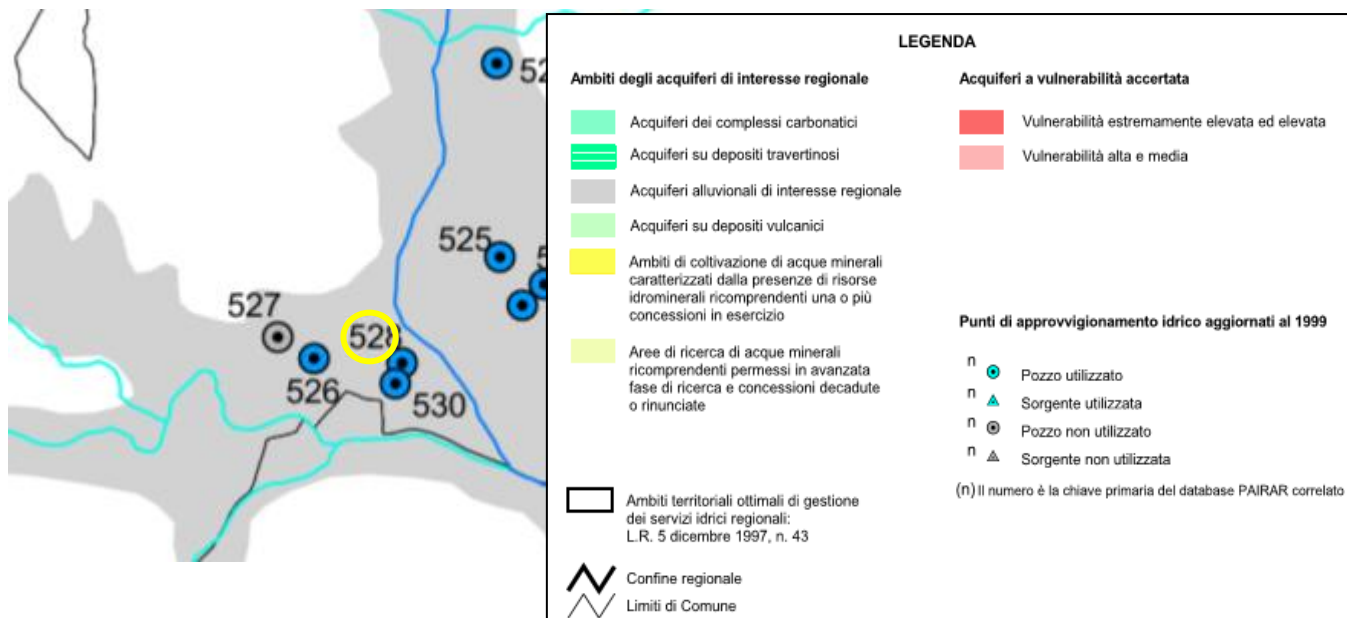 525
527
528
526
530
LEGENDA
Ambiti degli acquiferi di interesse regionale
Acquiferi dei complessi carbonatici
Acquiferi su depositi travertinosi
Acquiferi alluvionali di interesse regionale
Acquiferi su depositi vulcanici
Ambiti di coltivazione di acque minerali
caratterizzati dalla presenze di risorse
idrominerali ricomprendenti una o più
concessioni in esercizio
Aree di ricerca di acque minerali
ricomprendenti permessi in avanzata
fase di ricerca e concessioni decadute
o rinunciate
Ambiti territoriali ottimali di gestione
dei servizi idrici regionali:
L.R. 5 dicembre 1997, n. 43
Confine regionale
Limiti di Comune
Acquiferi a vulnerabilità accertata
Vulnerabilità estremamente elevata ed elevata
Vulnerabilità alta e media
Punti di approvvigionamento idrico aggiornati al 1999
n
Pozzo utilizzato
n
Sorgente utilizzata
n
Pozzo non utilizzato
n
Sorgente non utilizzata
(n) Il numero è la chiave primaria del database PAIRAR correlato